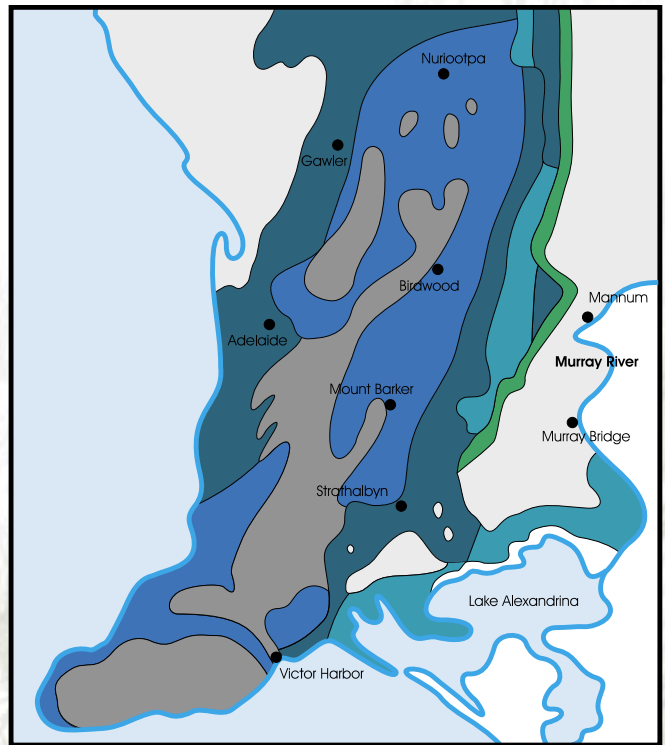 Nuriootpa
Gawler
Birdwood
Mannum
Adelaide
Murray River
Mount Barker
Murray Bridge
Strathalbyn
Lake Alexandrina
Victor Harbor